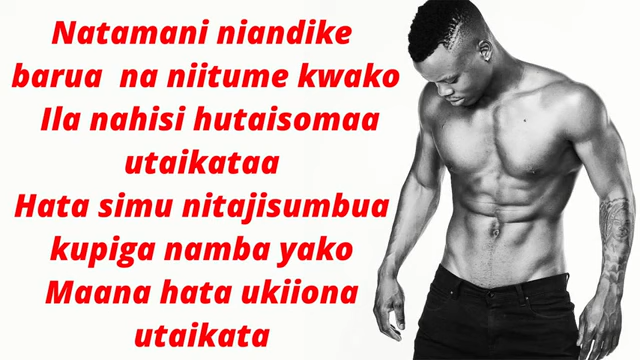 Natamani niandike
barua na niitume kwako
Ila nahisi hutaisomaa
utaikataa
Hata simu nitajisumbua
kupiga namba yako
Maana hata ukiiona
utaikata